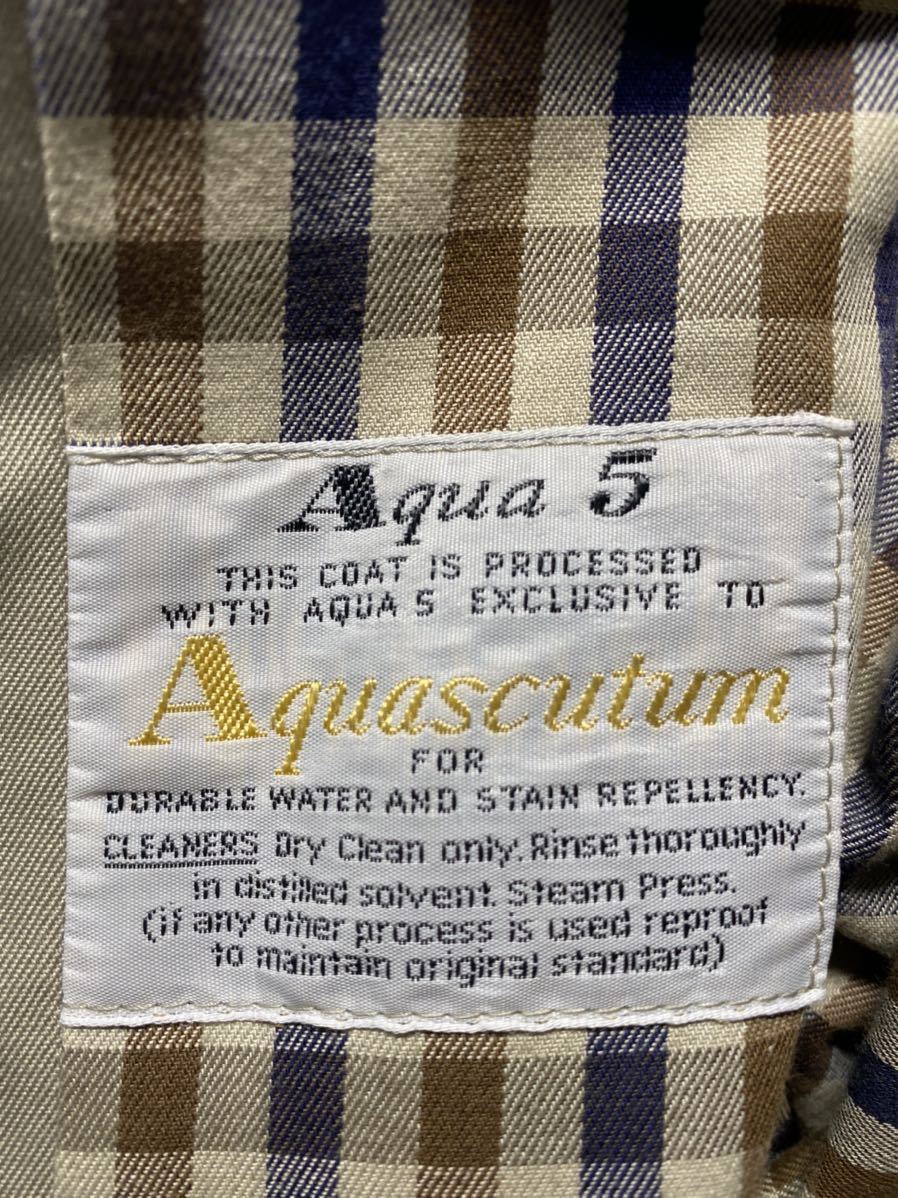 Aqua 5
THIS COAT IS PROCESSED
WITH AQUA 5 EXCLUSIVE TO
Aquascutum
FOR
DURABLE WATER AND STAIN REPELLENCY.
CLEANERS Dry Clean only. Rinse thoroughly
in distilled solvent. Steam Press.
(if any other process is used reproof
to maintain original standard)